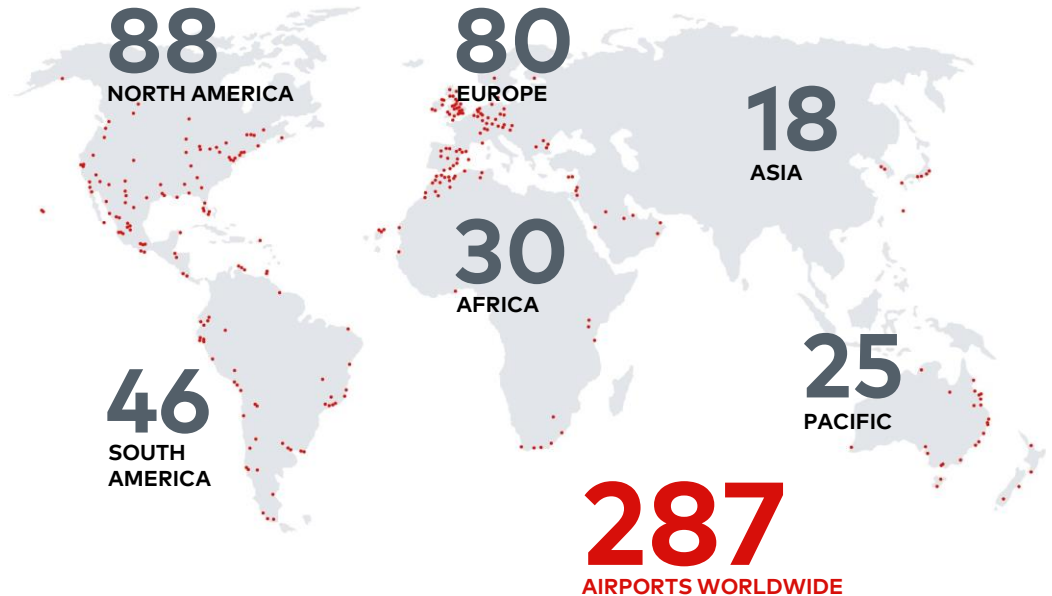 88
NORTH AMERICA
80
EUROPE
18
ASIA
30
AFRICA
25
PACIFIC
46
SOUTH
AMERICA
287
AIRPORTS WORLDWIDE